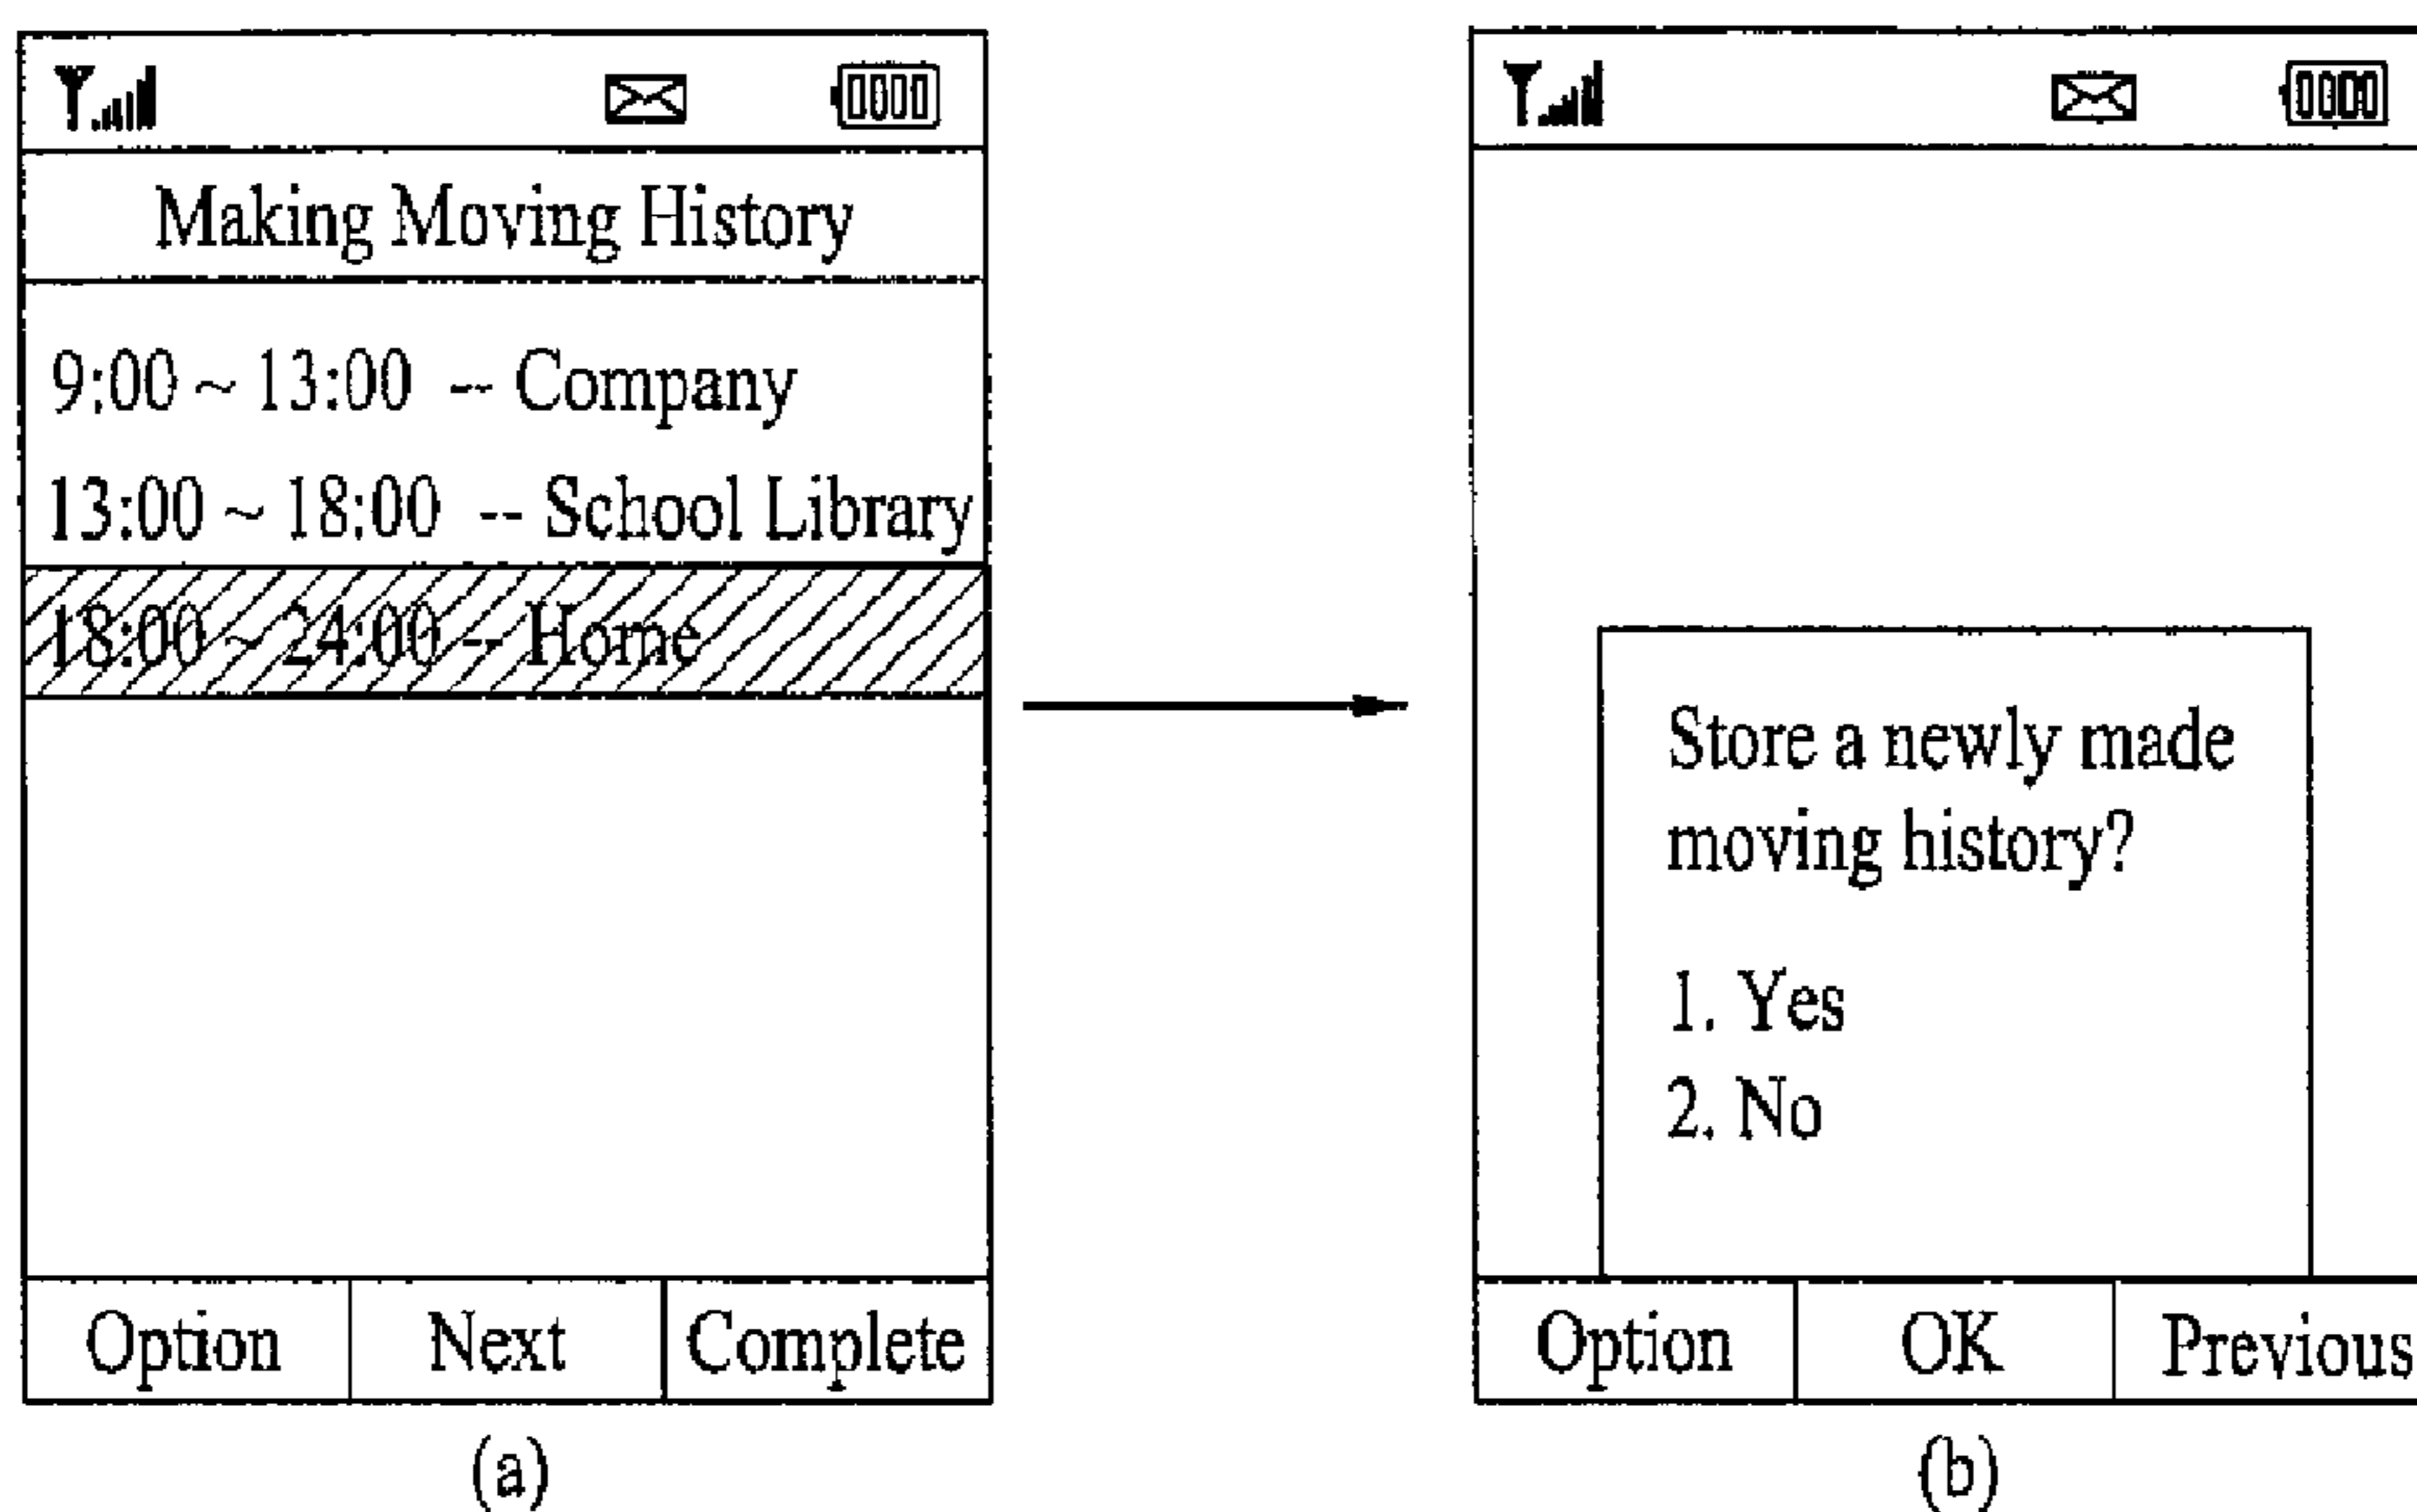 Making Moving History
9:00 ~ 13:00 -- Company
13:00 ~ 18:00 -- School Library
18:00 ~ 24:00 -- Home
Option Next Complete
(a)
Store a newly made
moving history?
1. Yes
2. No
Option OK Previous
(b)